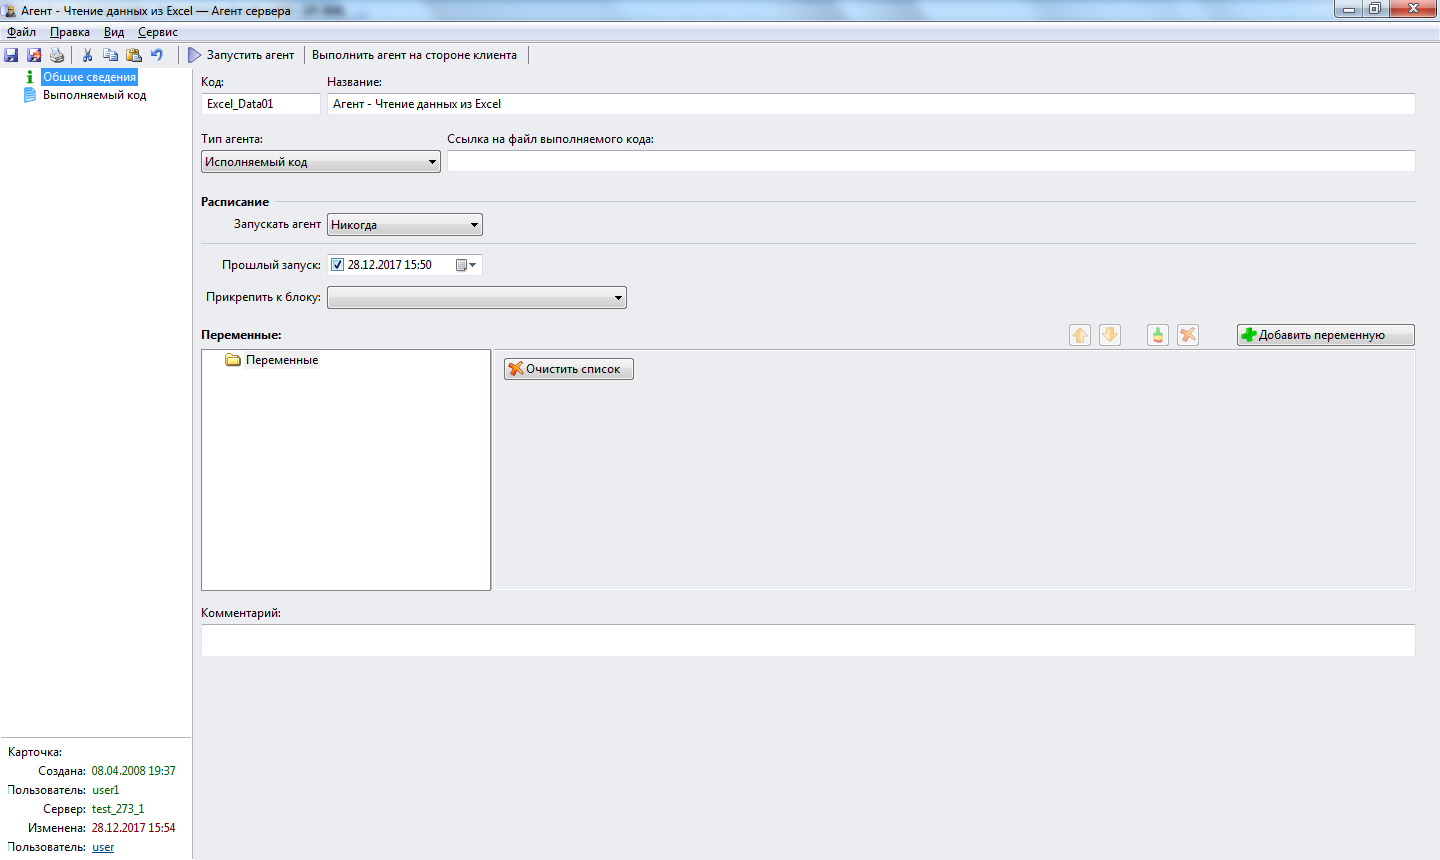 Агент - Чтение данных из Excel — Агент сервера
Файл Правка Вид Сервис
Запустить агент Выполнить агент на стороне клиента
Общие сведения
Выполняемый код
Код: Название:
Excel_Data01 Агент - Чтение данных из Excel
Тип агента: Ссылка на файл выполняемого кода:
Исполняемый код
Расписание
Запускать агент Никогда
Прошлый запуск: 28.12.2017 15:50
Прикрепить к блоку:
Переменные: Добавить переменную
Переменные
Очистить список
Комментарий:
Карточка:
Создана: 08.04.2008 19:37
Пользователь: user1
Сервер: test_273_1
Изменена: 28.12.2017 15:54
Пользователь: user